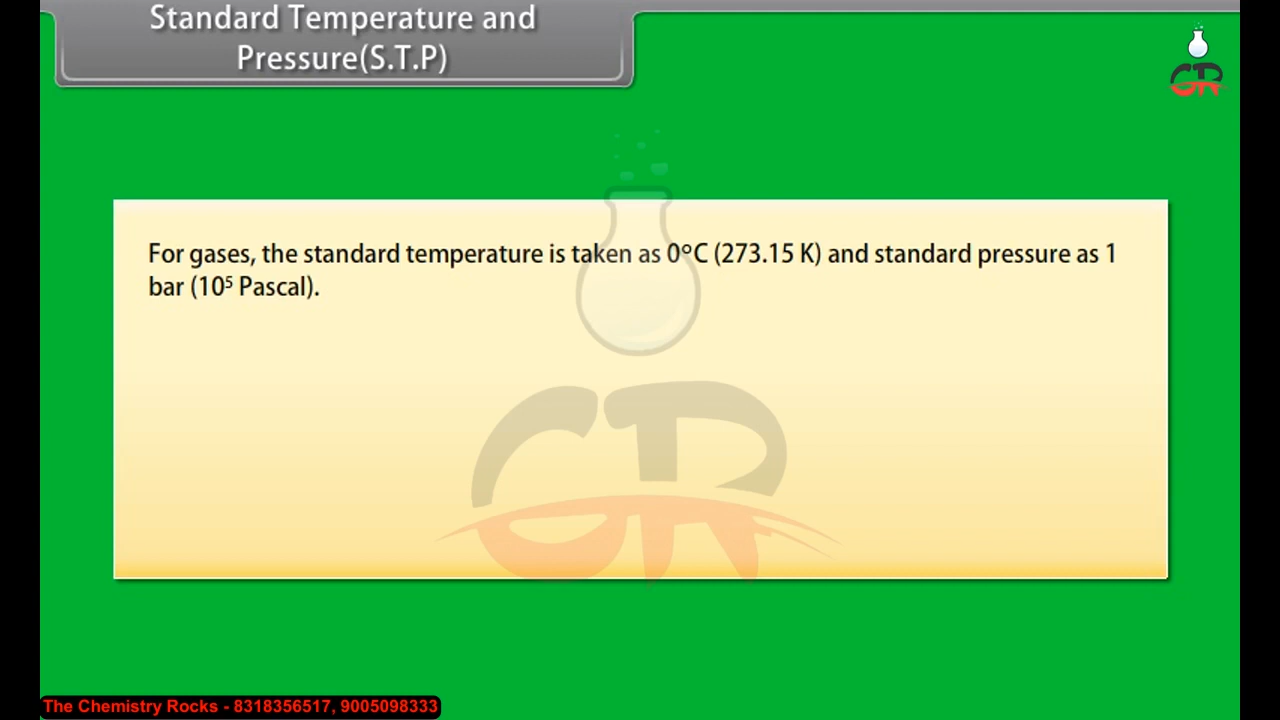 Standard Temperature and
Pressure(S.T.P)
For gases, the standard temperature is taken as 0°C (273.15 K) and standard pressure as 1
bar (10⁵ Pascal).
The Chemistry Rocks - 8318356517, 9005098333